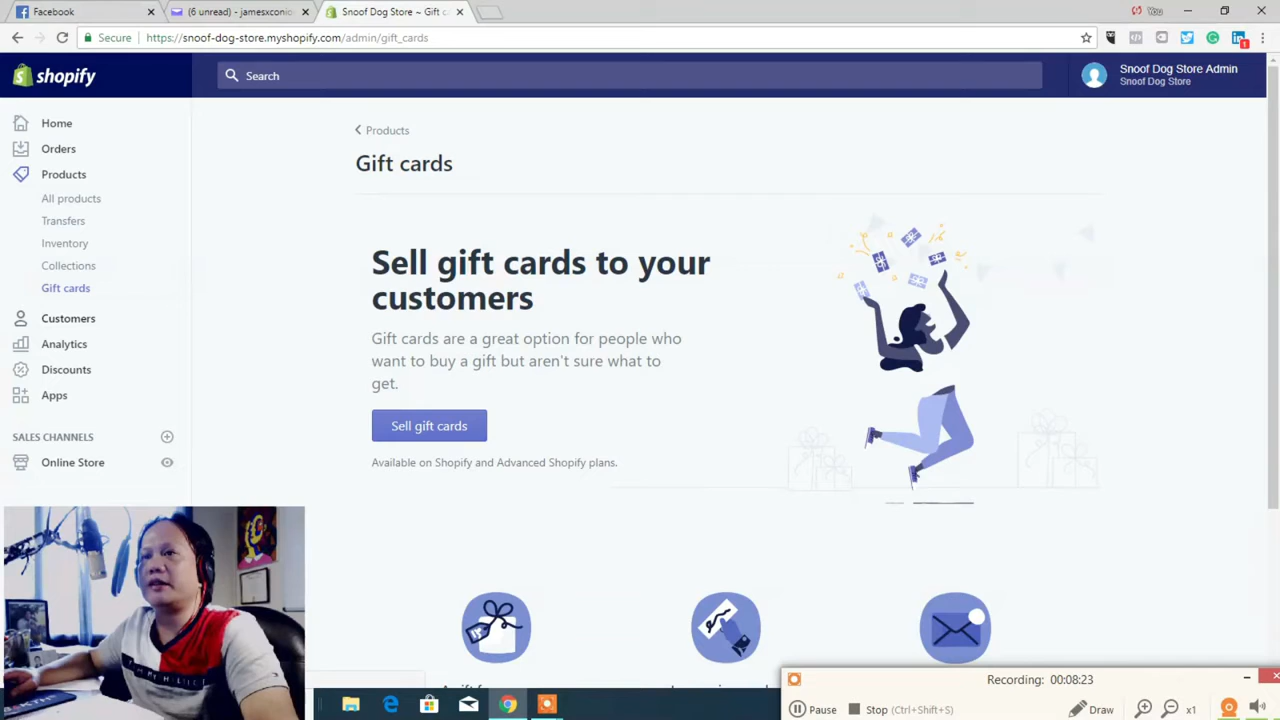 Facebook
(6 unread) - jamesxconio
Snoof Dog Store ~ Gift c
You
Secure
https://snoof-dog-store.myshopify.com/admin/gift_cards
shopify
Search
Snoof Dog Store Admin
Snoof Dog Store
Home
Orders
Products
All products
Transfers
Inventory
Collections
Gift cards
Customers
Analytics
Discounts
Apps
SALES CHANNELS
Online Store
Products
Gift cards
Sell gift cards to your
customers
Gift cards are a great option for people who
want to buy a gift but aren't sure what to
get.
Sell gift cards
Available on Shopify and Advanced Shopify plans.
Recording: 00:08:23
Pause
Stop (Ctrl+Shift+S)
Draw
x1